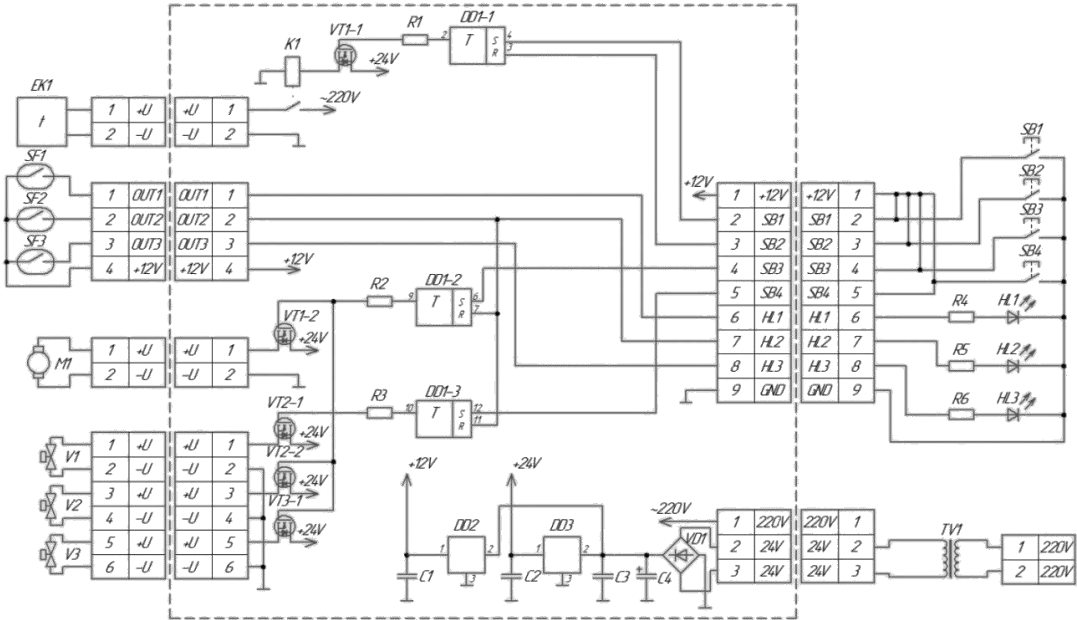 DD1-1
VT1-1 R1 2 T S 4
R 3
K1 +24V
~220V
EK1
t 1 +U +U 1
2 -U -U 2
SF1
1 OUT1 OUT1 1
SF2
2 OUT2 OUT2 2
SF3
3 OUT3 OUT3 3
4 +12V +12V 4 +12V
+12V 1 +12V +12V 1
2 SB1 SB1 2
3 SB2 SB2 3
4 SB3 SB3 4
5 SB4 SB4 5
6 HL1 HL1 6
7 HL2 HL2 7
8 HL3 HL3 8
9 GND GND 9
SB1
SB2
SB3
SB4
R4 HL1
R5 HL2
R6 HL3
R2 DD1-2
9 T S 6
R 7
VT1-2
+24V
M1 1 +U +U 1
2 -U -U 2
R3 DD1-3
10 T S 12
R 11
VT2-1
+24V
V1 1 +U +U 1
2 -U -U 2
VT2-2
+24V
V2 3 +U +U 3
4 -U -U 4
VT3-1
+24V
V3 5 +U +U 5
6 -U -U 6
+12V +24V
~220V
1 DD2 2 1 DD3 2 VD1
3 3
C1 C2 C3 + C4
1 220V 220V 1
2 24V 24V 2
3 24V 24V 3
TV1
1 220V
2 220V